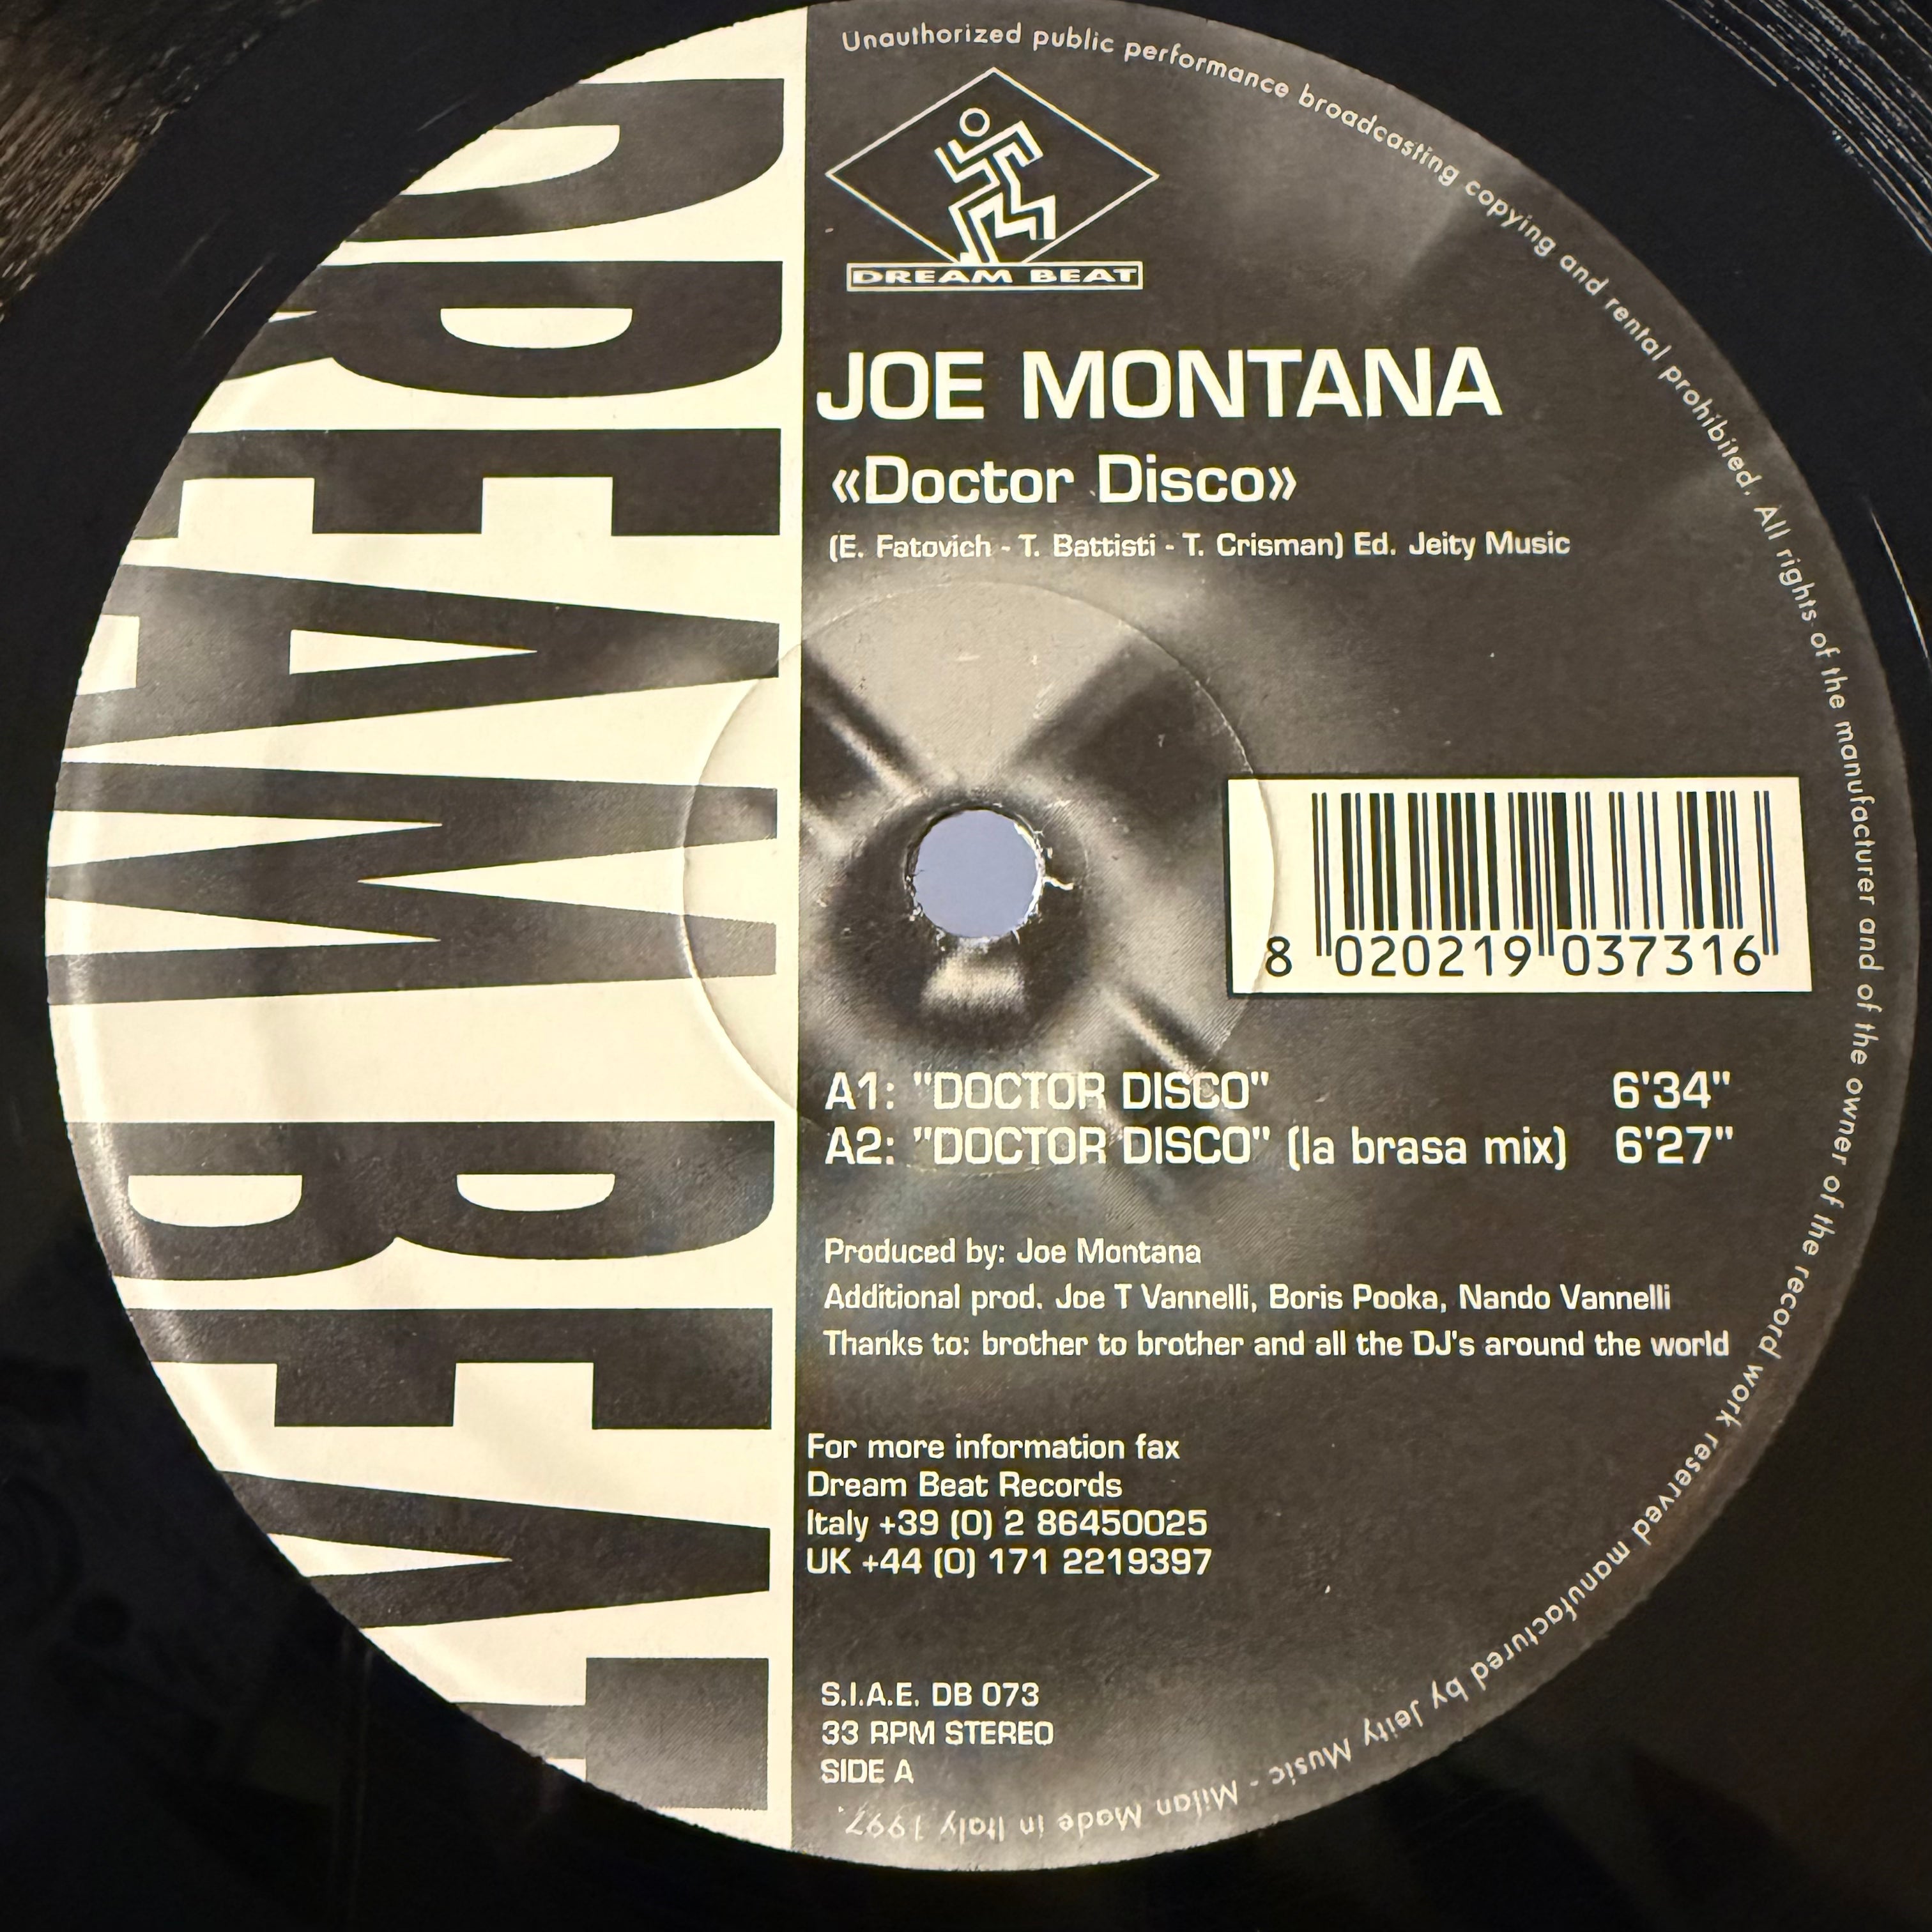 DREAM BEAT
Unauthorized public performance broadcasting copying and rental prohibited. All rights of the manufacturer and of the owner of the record work reserved manufactured by Jeity Music - Milan Made in Italy 1997.
DREAM BEAT
JOE MONTANA
«Doctor Disco»
(E. Fatovich - T. Battisti - T. Crisman) Ed. Jeity Music
8 020219 037316
A1: "DOCTOR DISCO" 6'34"
A2: "DOCTOR DISCO" (la brasa mix) 6'27"
Produced by: Joe Montana
Additional prod. Joe T Vannelli, Boris Pooka, Nando Vannelli
Thanks to: brother to brother and all the DJ's around the world
For more information fax
Dream Beat Records
Italy +39 (0) 2 86450025
UK +44 (0) 171 2219397
S.I.A.E. DB 073
33 RPM STEREO
SIDE A